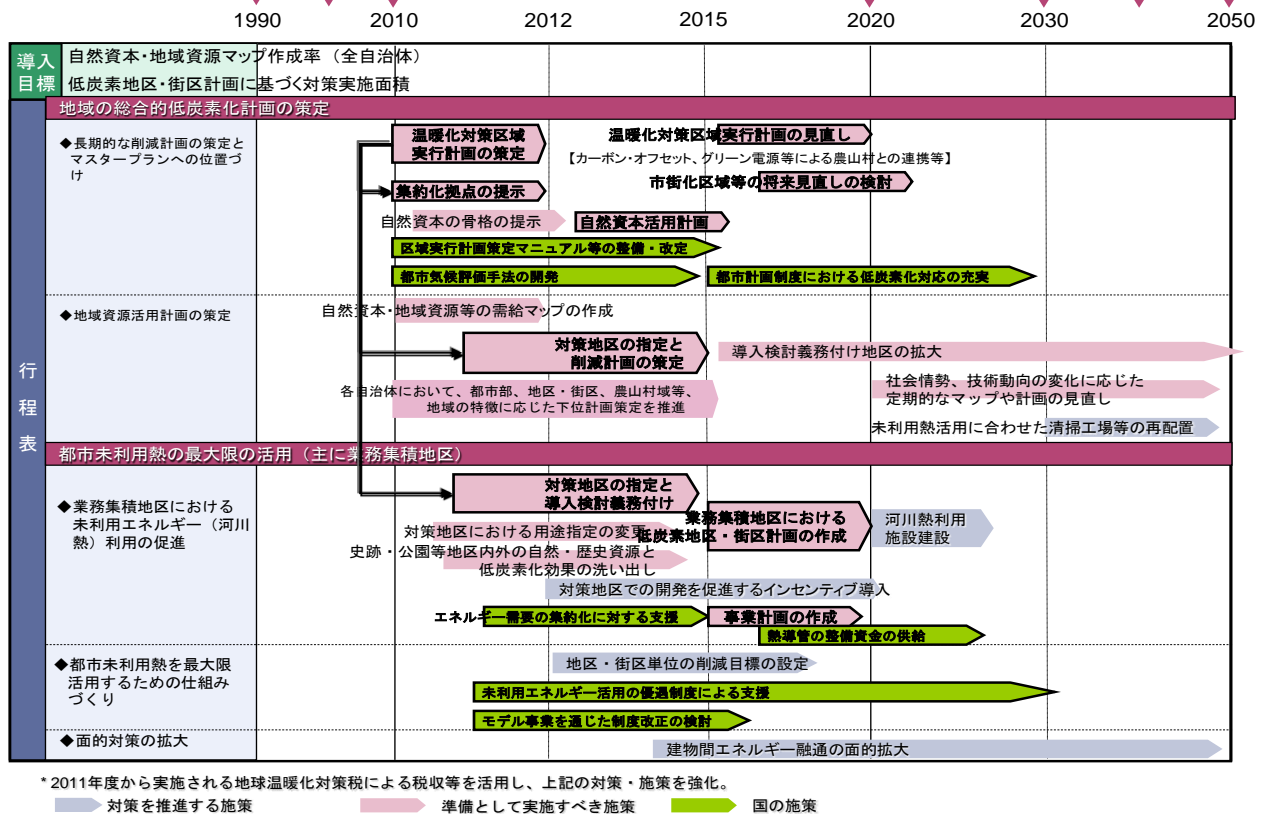 1990 2010 2012 2015 2020 2030 2050
導入
目標
自然資本・地域資源マップ作成率（全自治体）
低炭素地区・街区計画に基づく対策実施面積
行程表
地域の総合的低炭素化計画の策定
◆長期的な削減計画の策定と
マスタープランへの位置づ
け
温暖化対策区域
実行計画の策定
温暖化対策区域実行計画の見直し
【カーボン・オフセット、グリーン電源等による農山村との連携等】
集約化拠点の提示
市街化区域等の将来見直しの検討
自然資本の骨格の提示
自然資本活用計画
区域実行計画策定マニュアル等の整備・改定
都市気候評価手法の開発
都市計画制度における低炭素化対応の充実
◆地域資源活用計画の策定
自然資本・地域資源等の需給マップの作成
対策地区の指定と
削減計画の策定
導入検討義務付け地区の拡大
各自治体において、都市部、地区・街区、農山村域等、
地域の特徴に応じた下位計画策定を推進
社会情勢、技術動向の変化に応じた
定期的なマップや計画の見直し
未利用熱活用に合わせた清掃工場等の再配置
都市未利用熱の最大限の活用（主に業務集積地区）
◆業務集積地区における
未利用エネルギー（河川
熱）利用の促進
対策地区の指定と
導入検討義務付け
対策地区における用途指定の変更
業務集積地区における
低炭素地区・街区計画の作成
河川熱利用
施設建設
史跡・公園等地区内外の自然・歴史資源と
低炭素化効果の洗い出し
対策地区での開発を促進するインセンティブ導入
エネルギー需要の集約化に対する支援
事業計画の作成
熱導管の整備資金の供給
◆都市未利用熱を最大限
活用するための仕組み
づくり
地区・街区単位の削減目標の設定
未利用エネルギー活用の優遇制度による支援
モデル事業を通じた制度改正の検討
◆面的対策の拡大
建物間エネルギー融通の面的拡大
* 2011年度から実施される地球温暖化対策税による税収等を活用し、上記の対策・施策を強化。
対策を推進する施策
準備として実施すべき施策
国の施策